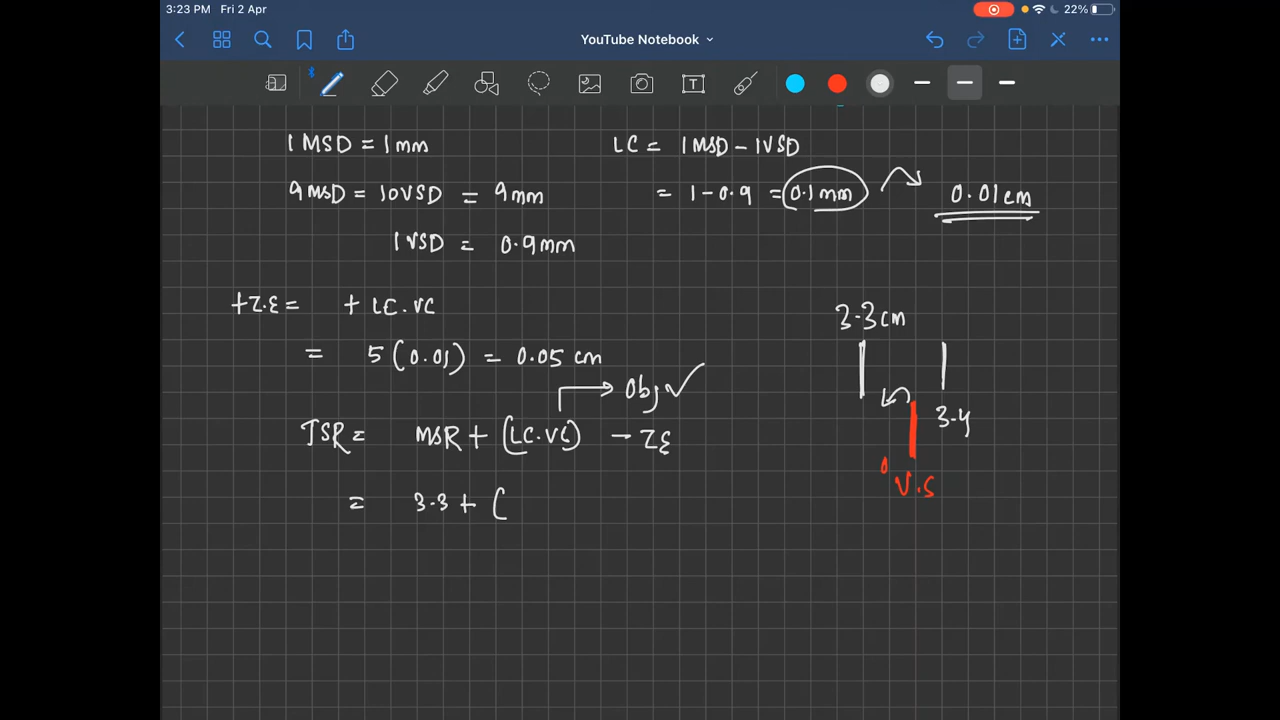 3:23 PM Fri 2 Apr
22%
YouTube Notebook
T
1 MSD = 1 mm
LC = 1 MSD - 1 VSD
9 MSD = 10 VSD = 9 mm
= 1 - 0.9 = 0.1 mm
0.01 cm
1 VSD = 0.9 mm
+Z.E = + LC.VC
3.3 cm
= 5 (0.01) = 0.05 cm
Obj ✓
3.4
TSR = MSR + (LC.VC) - ZE
0
V.S
= 3.3 + (